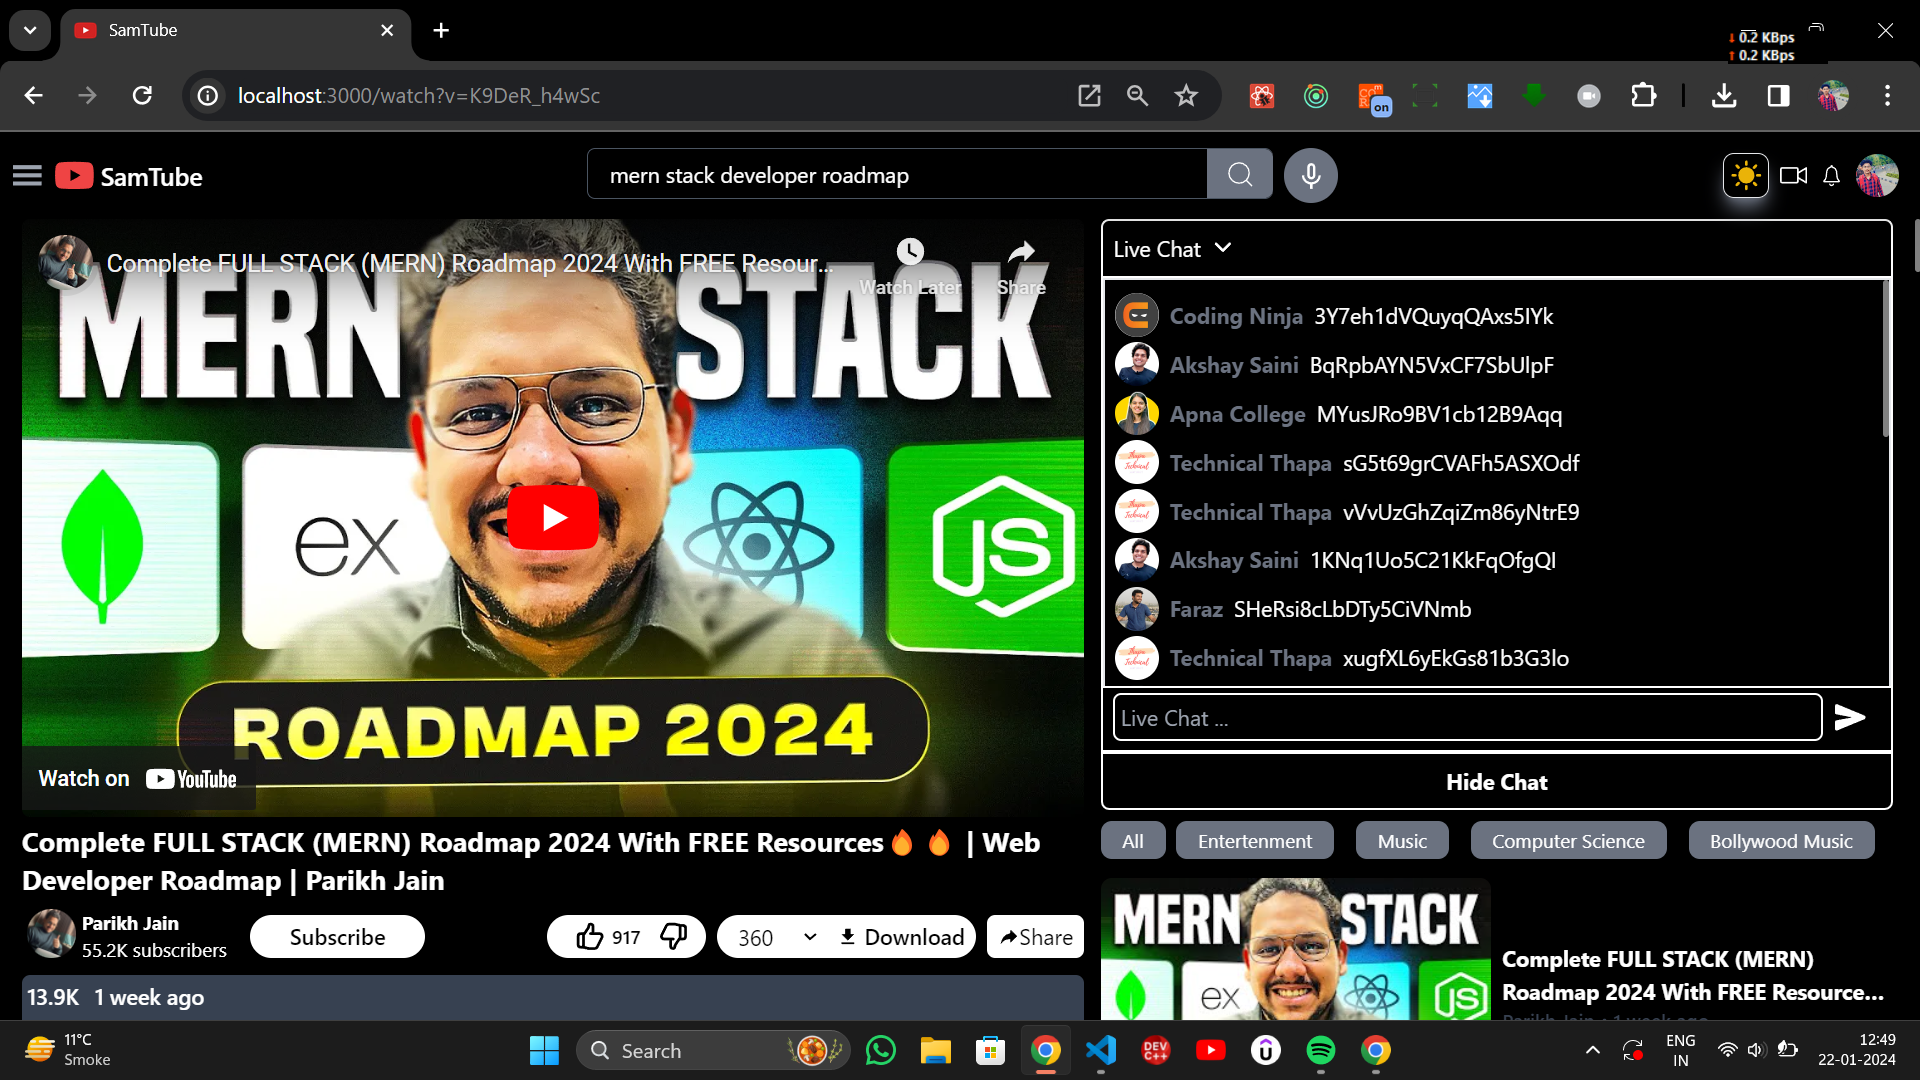 SamTube
0.2 KBps
0.2 KBps
localhost:3000/watch?v=K9DeR_h4wSc
on
SamTube
mern stack developer roadmap
Complete FULL STACK (MERN) Roadmap 2024 With FREE Resour...
Watch Later
Share
MERN STACK
ex
JS
ROADMAP 2024
Watch on YouTube
Live Chat
Coding Ninja 3Y7eh1dVQuyqQAxs5IYk
Akshay Saini BqRpbAYN5VxCF7SbUlpF
Apna College MYusJRo9BV1cb12B9Aqq
Technical Thapa sG5t69grCVAFh5ASXOdf
Technical Thapa vVvUzGhZqiZm86yNtrE9
Akshay Saini 1KNq1Uo5C21KkFqOfgQI
Faraz SHeRsi8cLbDTy5CiVNmb
Technical Thapa xugfXL6yEkGs81b3G3lo
Live Chat ...
Hide Chat
Complete FULL STACK (MERN) Roadmap 2024 With FREE Resources🔥 🔥 | Web
Developer Roadmap | Parikh Jain
Parikh Jain
55.2K subscribers
Subscribe
917
360
Download
Share
13.9K 1 week ago
All
Entertenment
Music
Computer Science
Bollywood Music
MERN STACK
ex
JS
Complete FULL STACK (MERN)
Roadmap 2024 With FREE Resource...
11°C
Smoke
Search
DEV
C++
ENG
IN
12:49
22-01-2024